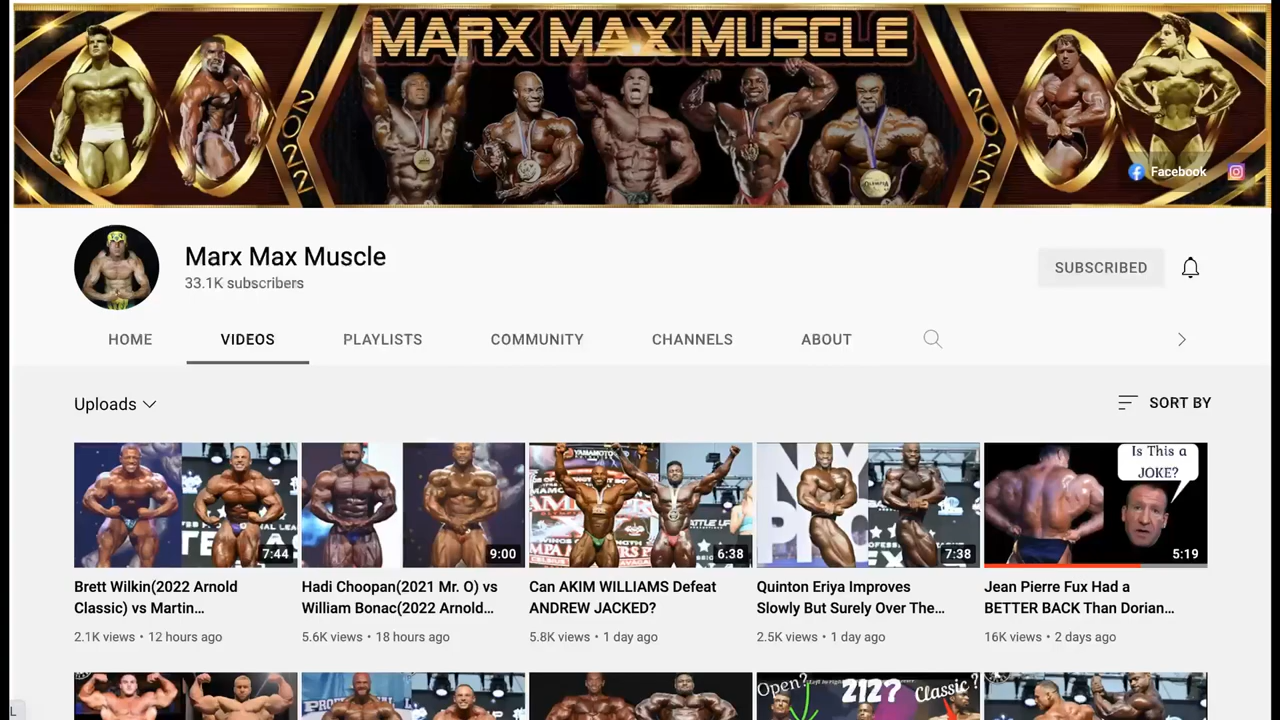 MARX MAX MUSCLE
2022
2022
Facebook
Marx Max Muscle
33.1K subscribers
SUBSCRIBED
HOME
VIDEOS
PLAYLISTS
COMMUNITY
CHANNELS
ABOUT
Uploads
SORT BY
7:44
9:00
YAMAMOTO
6:38
7:38
Is This a
JOKE?
5:19
Brett Wilkin(2022 Arnold
Classic) vs Martin...
2.1K views • 12 hours ago
Hadi Choopan(2021 Mr. O) vs
William Bonac(2022 Arnold...
5.6K views • 18 hours ago
Can AKIM WILLIAMS Defeat
ANDREW JACKED?
5.8K views • 1 day ago
Quinton Eriya Improves
Slowly But Surely Over The...
2.5K views • 1 day ago
Jean Pierre Fux Had a
BETTER BACK Than Dorian...
16K views • 2 days ago
Open?
212?
Classic?
L